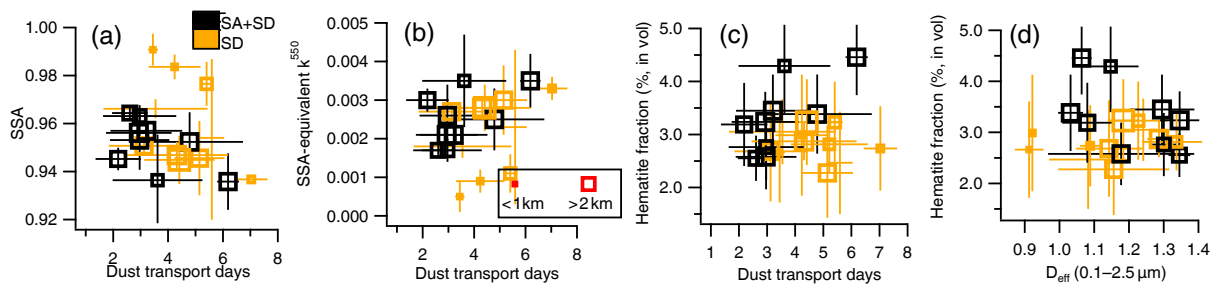 (a)
SA+SD
SD
1.00
0.98
0.96
0.94
0.92
SSA
2 4 6 8
Dust transport days
(b)
0.005
0.004
0.003
0.002
0.001
0.000
SSA-equivalent k⁵⁵⁰
<1km >2km
0 2 4 6 8
Dust transport days
(c)
5.0
4.0
3.0
2.0
Hematite fraction (%, in vol)
1 2 3 4 5 6 7 8
Dust transport days
(d)
5.0
4.0
3.0
2.0
Hematite fraction (%, in vol)
0.9 1.0 1.1 1.2 1.3 1.4
D_eff (0.1–2.5 μm)